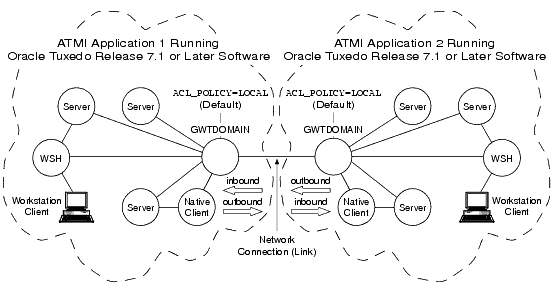 ATMI Application 1 Running
Oracle Tuxedo Release 7.1 or Later Software
ATMI Application 2 Running
Oracle Tuxedo Release 7.1 or Later Software
ACL_POLICY=LOCAL
(Default)
ACL_POLICY=LOCAL
(Default)
Server
Server
GWTDOMAIN
GWTDOMAIN
Server
Server
WSH
WSH
inbound
outbound
outbound
inbound
Workstation
Client
Server
Native
Client
Native
Client
Server
Workstation
Client
Network
Connection (Link)